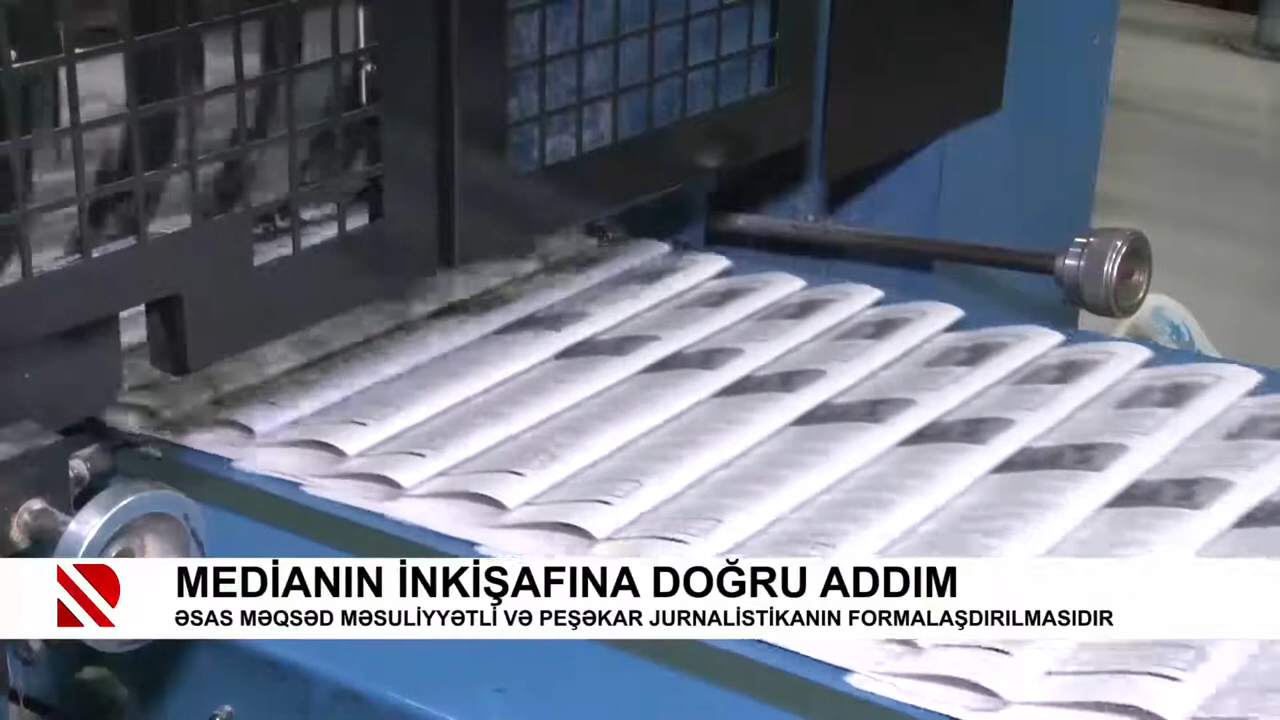 MEDİANIN İNKİŞAFINA DOĞRU ADDIM
ƏSAS MƏQSƏD MƏSULİYYƏTLİ VƏ PEŞƏKAR JURNALİSTİKANIN FORMALAŞDIRILMASIDIR